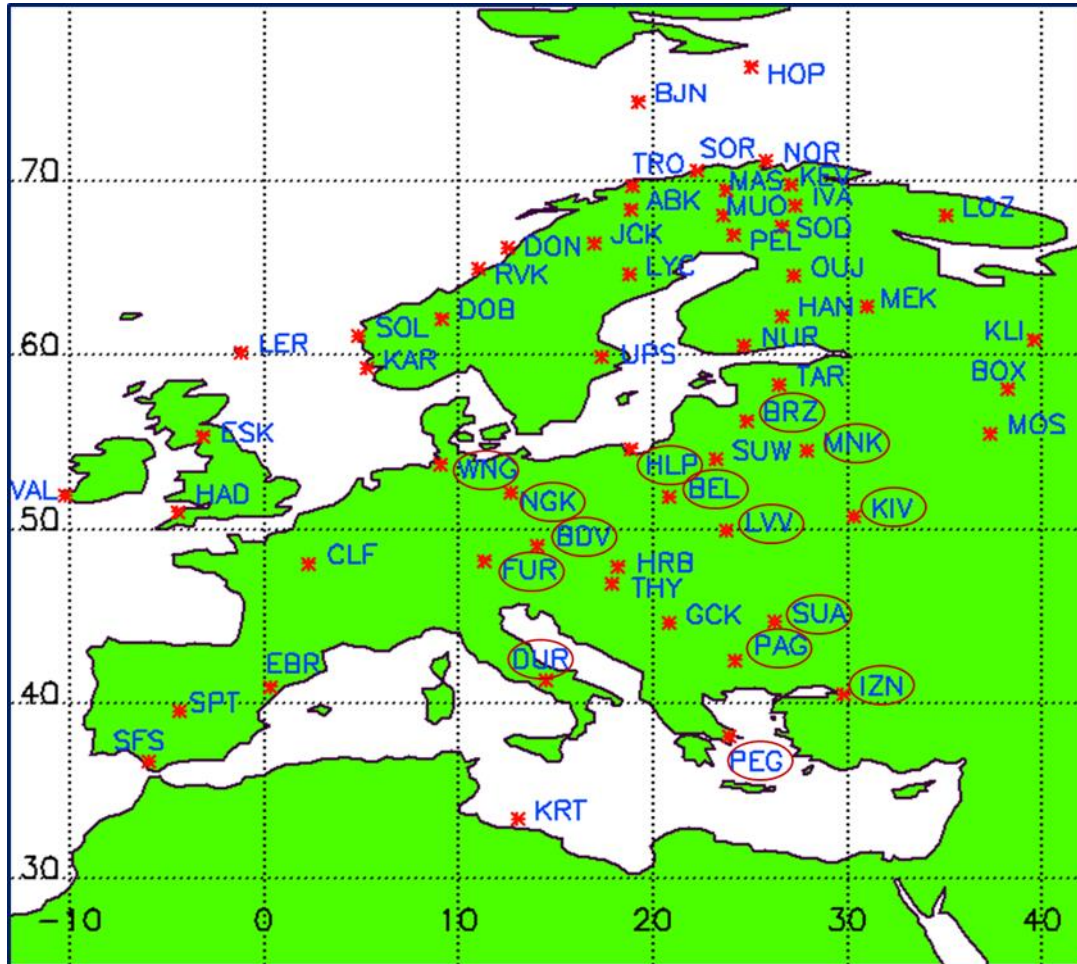 HOP
BJN
SOR NOR
TRO MAS KEV
70
ABK MUO IVA LOZ
DON JCK PEL SOD
RVK LYC OUJ
DOB HAN MEK
LER SOL NUR KLI
60
KAR UPS
TAR BOX
BRZ
ESK SUW MNK MOS
WNG HLP
VAL HAD NGK BEL KIV
50
BDV LVV
CLF FUR HRB
THY
GCK SUA
PAG
EBR DUR IZN
40
SPT
SFS PEG
KRT
30
-10 0 10 20 30 40